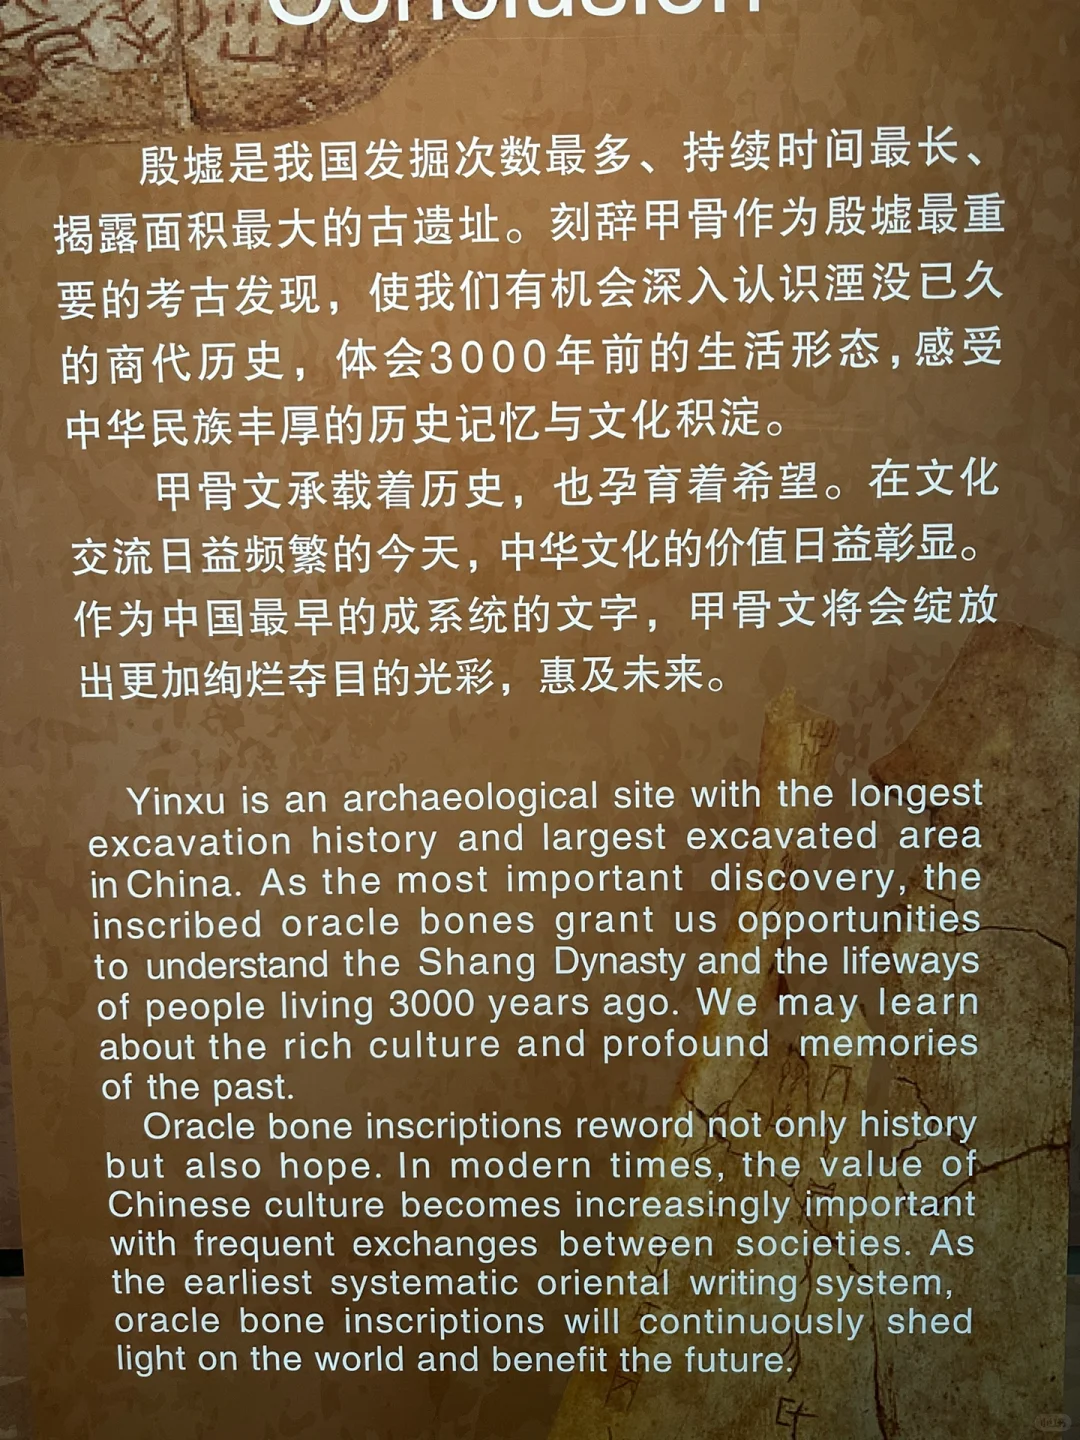 Conclusion
殷墟是我国发掘次数最多、持续时间最长、
揭露面积最大的古遗址。刻辞甲骨作为殷墟最重
要的考古发现，使我们有机会深入认识湮没已久
的商代历史，体会3000年前的生活形态,感受
中华民族丰厚的历史记忆与文化积淀。
甲骨文承载着历史，也孕育着希望。在文化
交流日益频繁的今天，中华文化的价值日益彰显。
作为中国最早的成系统的文字，甲骨文将会绽放
出更加绚烂夺目的光彩，惠及未来。
Yinxu is an archaeological site with the longest
excavation history and largest excavated area
in China. As the most important discovery, the
inscribed oracle bones grant us opportunities
to understand the Shang Dynasty and the lifeways
of people living 3000 years ago. We may learn
about the rich culture and profound memories
of the past.
Oracle bone inscriptions reword not only history
but also hope. In modern times, the value of
Chinese culture becomes increasingly important
with frequent exchanges between societies. As
the earliest systematic oriental writing system,
oracle bone inscriptions will continuously shed
light on the world and benefit the future.